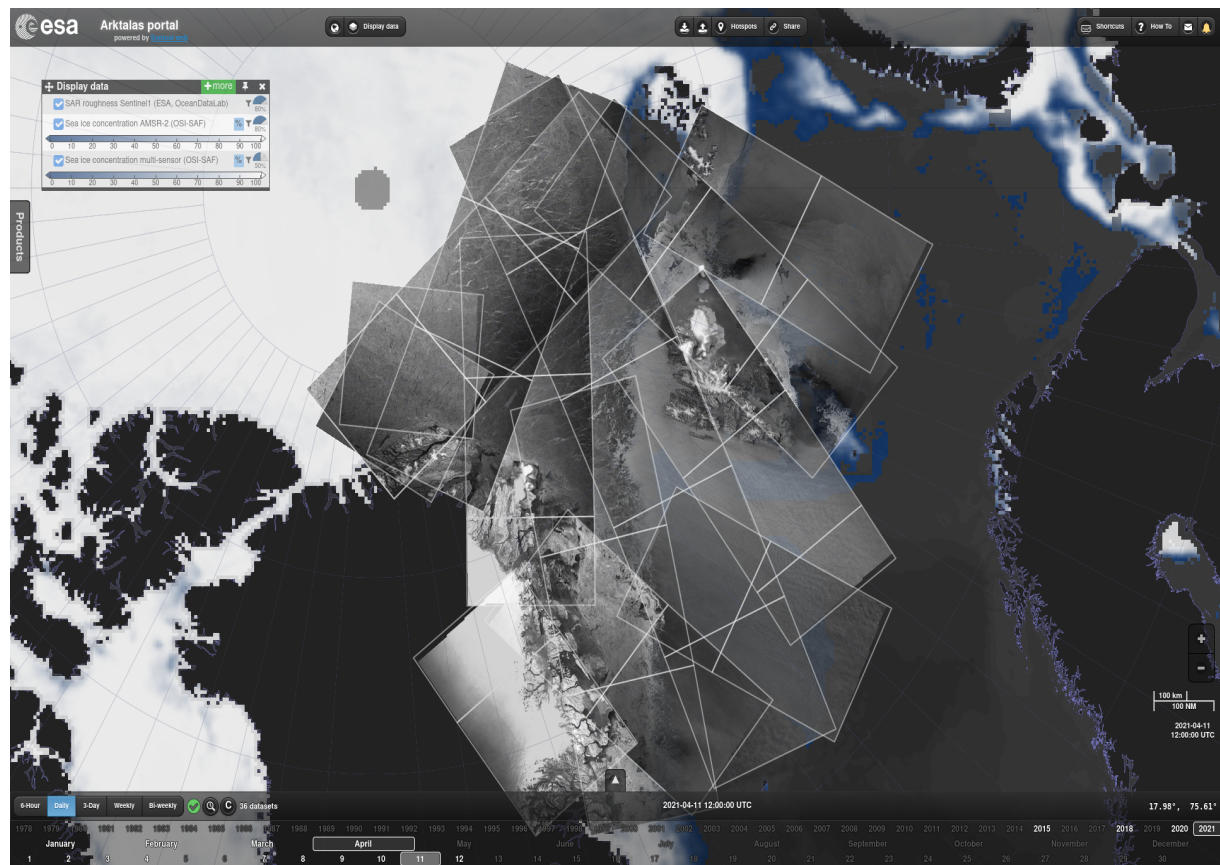 esa
Arktalas portal
powered by
Display data
Hotspots
Share
Shortcuts
How To
Display data
+more
SAR roughness Sentinel1 (ESA, OceanDataLab)
80%
Sea ice concentration AMSR-2 (OSI-SAF)
%
80%
0 10 20 30 40 50 60 70 80 90 100
Sea ice concentration multi-sensor (OSI-SAF)
%
50%
0 10 20 30 40 50 60 70 80 90 100
Products
+
−
100 km
100 NM
2021-04-11
12:00:00 UTC
6-Hour Daily 3-Day Weekly Bi-weekly C 36 datasets
2021-04-11 12:00:00 UTC
17.98°, 75.61°
1978 1979 1980 1981 1982 1983 1984 1985 1986 1987 1988 1989 1990 1991 1992 1993 1994 1995 1996 1997 1998 2000 2001 2002 2003 2004 2005 2006 2007 2008 2009 2010 2011 2012 2013 2014 2015 2016 2017 2018 2019 2020 2021
January February March April May June July August September October November December
1 2 3 4 5 6 7 8 9 10 11 12 13 14 15 16 17 18 19 20 21 22 23 24 25 26 27 28 29 30